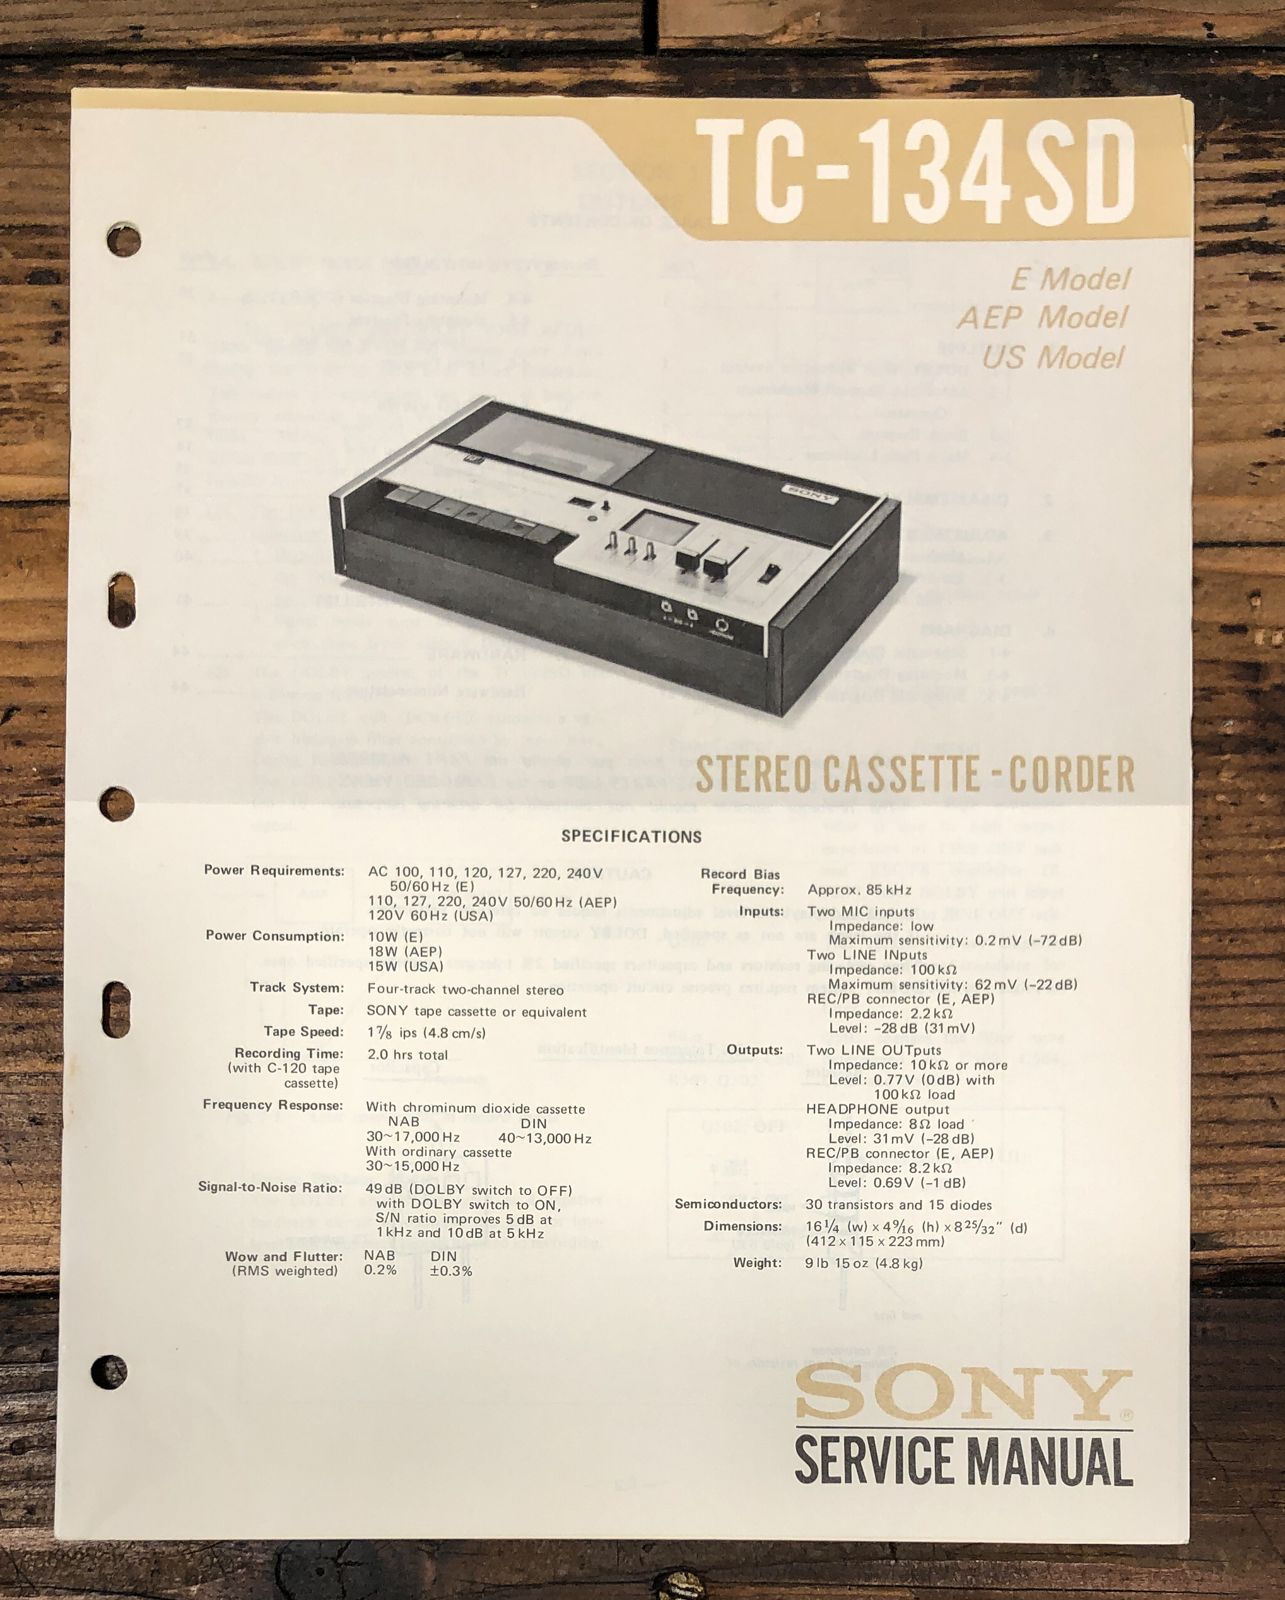 TC-134SD
E Model
AEP Model
US Model
SONY
STEREO CASSETTE-CORDER
SPECIFICATIONS
Power Requirements: AC 100, 110, 120, 127, 220, 240V
50/60Hz (E)
110, 127, 220, 240V 50/60Hz (AEP)
120V 60Hz (USA)
Power Consumption: 10W (E)
18W (AEP)
15W (USA)
Track System: Four-track two-channel stereo
Tape: SONY tape cassette or equivalent
Tape Speed: 1⅞ ips (4.8 cm/s)
Recording Time: 2.0 hrs total
(with C-120 tape
cassette)
Frequency Response: With chrominum dioxide cassette
NAB DIN
30~17,000Hz 40~13,000Hz
With ordinary cassette
30~15,000Hz
Signal-to-Noise Ratio: 49dB (DOLBY switch to OFF)
with DOLBY switch to ON,
S/N ratio improves 5dB at
1kHz and 10dB at 5kHz
Wow and Flutter: NAB DIN
(RMS weighted) 0.2% ±0.3%
Record Bias
Frequency: Approx. 85kHz
Inputs: Two MIC inputs
Impedance: low
Maximum sensitivity: 0.2mV (-72dB)
Two LINE INputs
Impedance: 100kΩ
Maximum sensitivity: 62mV (-22dB)
REC/PB connector (E, AEP)
Impedance: 2.2kΩ
Level: -28dB (31mV)
Outputs: Two LINE OUTputs
Impedance: 10kΩ or more
Level: 0.77V (0dB) with
100kΩ load
HEADPHONE output
Impedance: 8Ω load
Level: 31mV (-28dB)
REC/PB connector (E, AEP)
Impedance: 8.2kΩ
Level: 0.69V (-1dB)
Semiconductors: 30 transistors and 15 diodes
Dimensions: 16¼ (w) x 4⁹⁄₁₆ (h) x 8²⁵⁄₃₂" (d)
(412 x 115 x 223mm)
Weight: 9lb 15oz (4.8kg)
SONY®
SERVICE MANUAL